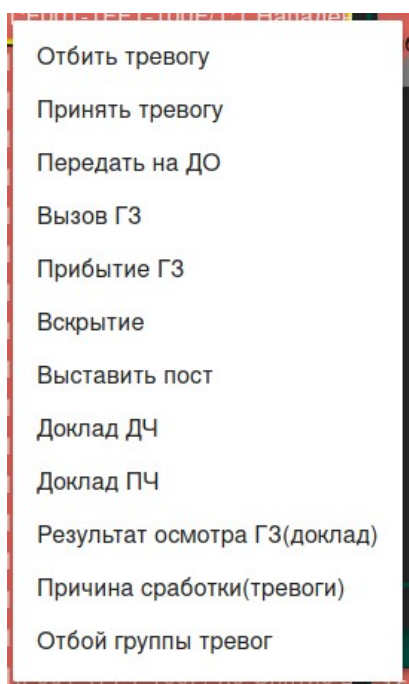 Нападен
Отбить тревогу
Принять тревогу
Передать на ДО
Вызов ГЗ
Прибытие ГЗ
Вскрытие
Выставить пост
Доклад ДЧ
Доклад ПЧ
Результат осмотра ГЗ(доклад)
Причина сработки(тревоги)
Отбой группы тревог